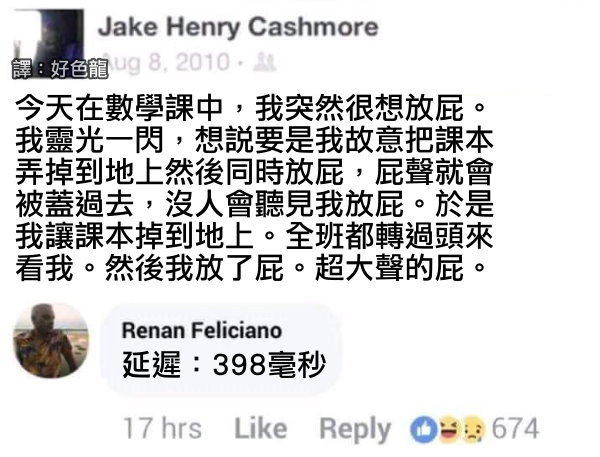 Jake Henry Cashmore
譯：好色龍
Aug 8, 2010 ·
今天在數學課中，我突然很想放屁。
我靈光一閃，想說要是我故意把課本
弄掉到地上然後同時放屁，屁聲就會
被蓋過去，沒人會聽見我放屁。於是
我讓課本掉到地上。全班都轉過頭來
看我。然後我放了屁。超大聲的屁。
Renan Feliciano
延遲：398毫秒
17 hrs Like Reply 674